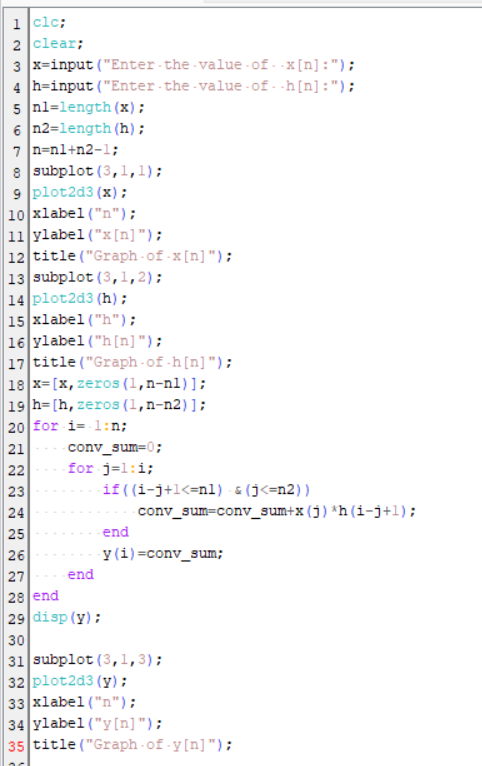 1 clc;
2 clear;
3 x=input("Enter the value of  x[n]:");
4 h=input("Enter the value of  h[n]:");
5 n1=length(x);
6 n2=length(h);
7 n=n1+n2-1;
8 subplot(3,1,1);
9 plot2d3(x);
10 xlabel("n");
11 ylabel("x[n]");
12 title("Graph of x[n]");
13 subplot(3,1,2);
14 plot2d3(h);
15 xlabel("h");
16 ylabel("h[n]");
17 title("Graph of h[n]");
18 x=[x,zeros(1,n-n1)];
19 h=[h,zeros(1,n-n2)];
20 for i= 1:n;
21     conv_sum=0;
22     for j=1:i;
23         if((i-j+1<=n1) &(j<=n2))
24             conv_sum=conv_sum+x(j)*h(i-j+1);
25         end
26         y(i)=conv_sum;
27     end
28 end
29 disp(y);
30
31 subplot(3,1,3);
32 plot2d3(y);
33 xlabel("n");
34 ylabel("y[n]");
35 title("Graph of y[n]");